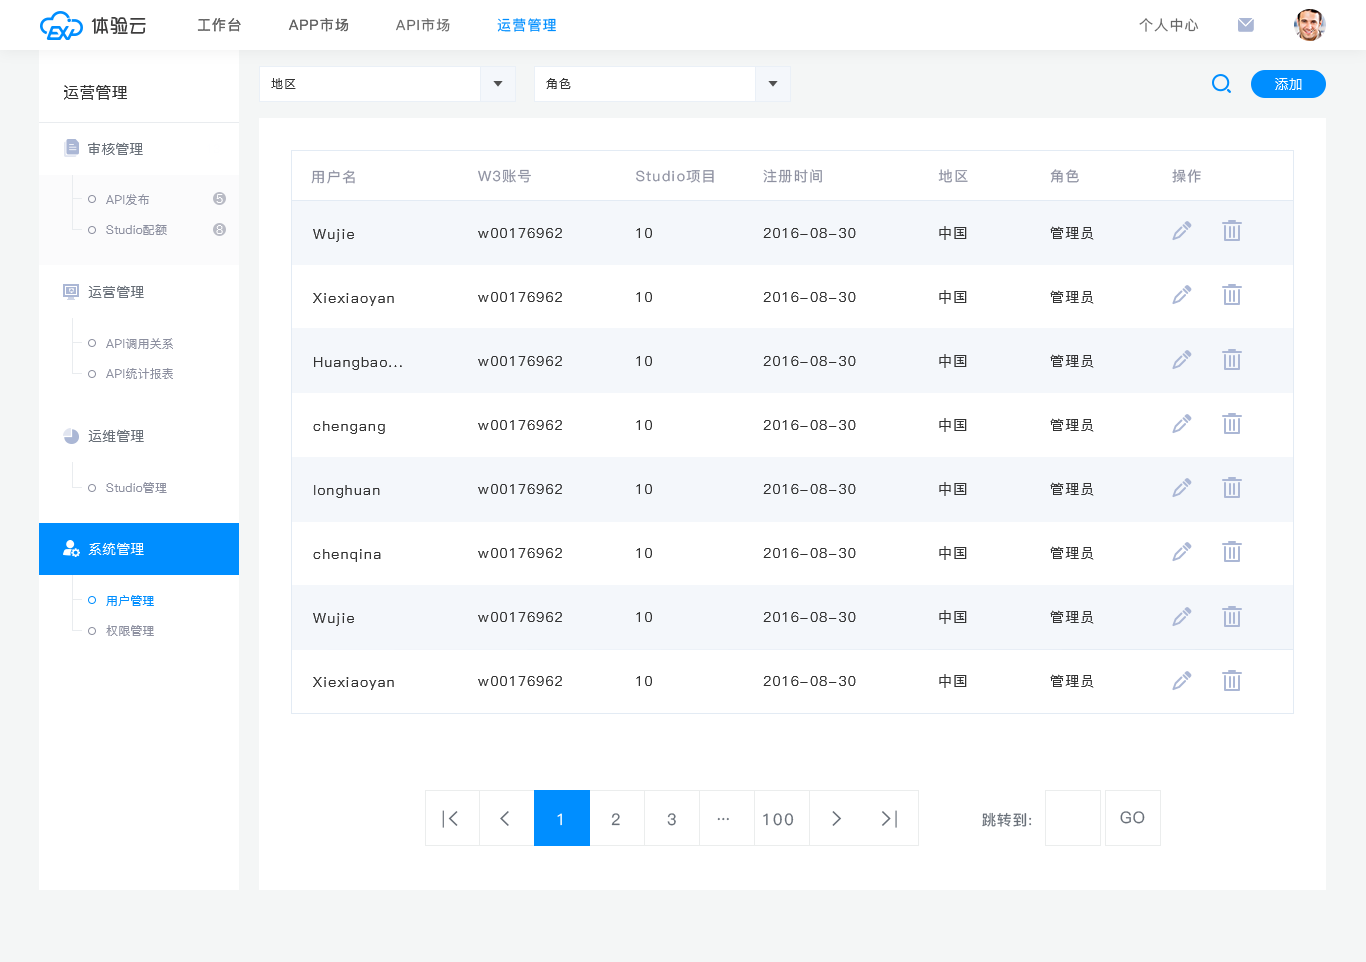 EXP 体验云 工作台 APP市场 API市场 运营管理 个人中心
运营管理
审核管理
API发布 5
Studio配额 8
运营管理
API调用关系
API统计报表
运维管理
Studio管理
系统管理
用户管理
权限管理
地区 角色 添加
用户名 W3账号 Studio项目 注册时间 地区 角色 操作
Wujie w00176962 10 2016-08-30 中国 管理员
Xiexiaoyan w00176962 10 2016-08-30 中国 管理员
Huangbao... w00176962 10 2016-08-30 中国 管理员
chengang w00176962 10 2016-08-30 中国 管理员
longhuan w00176962 10 2016-08-30 中国 管理员
chenqina w00176962 10 2016-08-30 中国 管理员
Wujie w00176962 10 2016-08-30 中国 管理员
Xiexiaoyan w00176962 10 2016-08-30 中国 管理员
1 2 3 ... 100 跳转到: GO